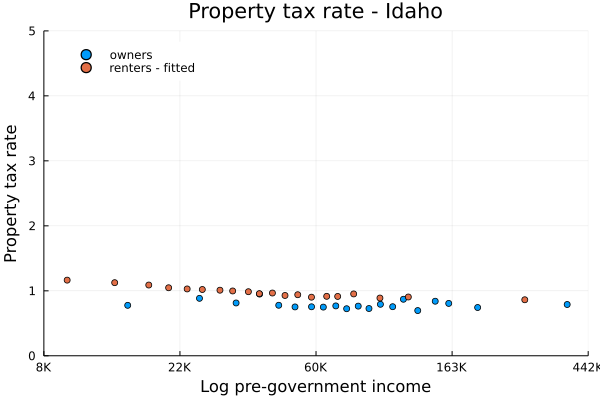 Property tax rate - Idaho
owners
renters - fitted
Property tax rate
5
4
3
2
1
0
8K 22K 60K 163K 442K
Log pre-government income